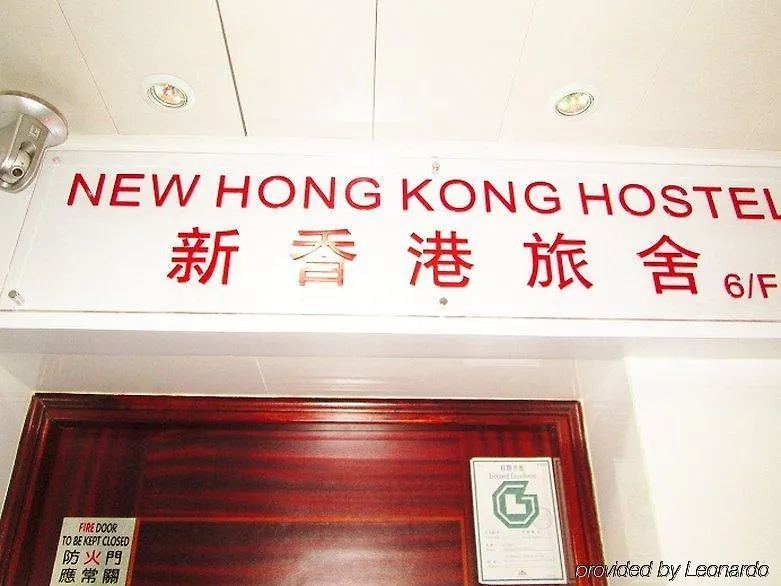 NEW HONG KONG HOSTEL
新香港旅舍 6/F
FIRE DOOR
TO BE KEPT CLOSED
防火門
應常關
Licensed Guesthouse
provided by Leonardo